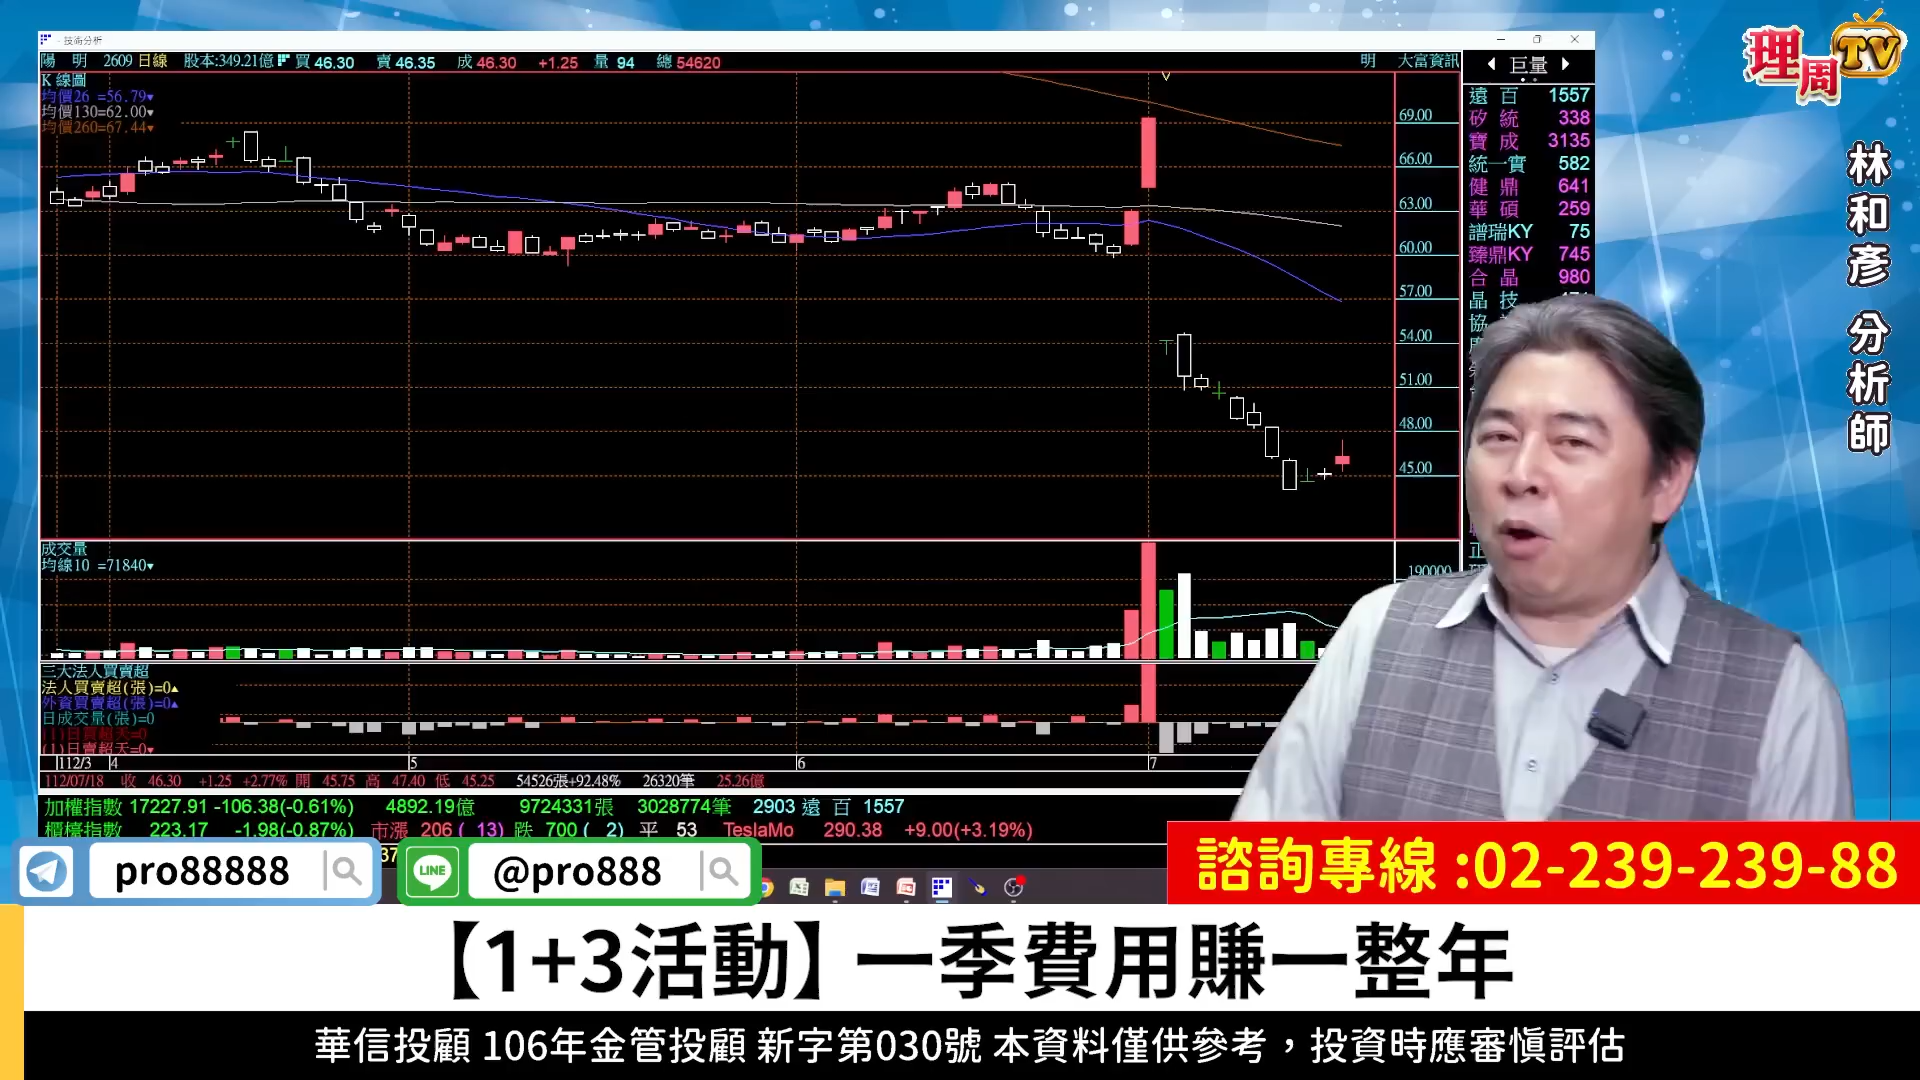 技術分析
陽 明 2609 日線 股本:349.21億 買 46.30 賣 46.35 成 46.30 +1.25 量 94 總 54620 明 大富資訊
K 線圖
均價26 =56.79▾
均價130=62.00▾
均價260=67.44▾
69.00
66.00
63.00
60.00
57.00
54.00
51.00
48.00
45.00
巨量
遠 百 1557
矽 統 338
寶 成 3135
統一實 582
健 鼎 641
華 碩 259
譜瑞KY 75
臻鼎KY 745
合 晶 980
晶 技
協
正
理周TV
林和彥 分析師
成交量
均線10 =71840▾
190000
三大法人買賣超
法人買賣超(張)=0▴
外資買賣超(張)=0▴
日成交量(張)=0
(1)日買超天=0
(1)日賣超天=0▾
112/3 4 5 6 7
112/07/18 收 46.30 +1.25 +2.77% 開 45.75 高 47.40 低 45.25 54526張+92.48% 26320筆 25.26億
加權指數 17227.91 -106.38(-0.61%) 4892.19億 9724331張 3028774筆 2903 遠 百 1557
櫃檯指數 223.17 -1.98(-0.87%) 市漲 206 ( 13) 跌 700 ( 2) 平 53 TeslaMo 290.38 +9.00(+3.19%)
pro88888
LINE @pro888
諮詢專線 :02-239-239-88
【1+3活動】一季費用賺一整年
華信投顧 106年金管投顧 新字第030號 本資料僅供參考，投資時應審慎評估